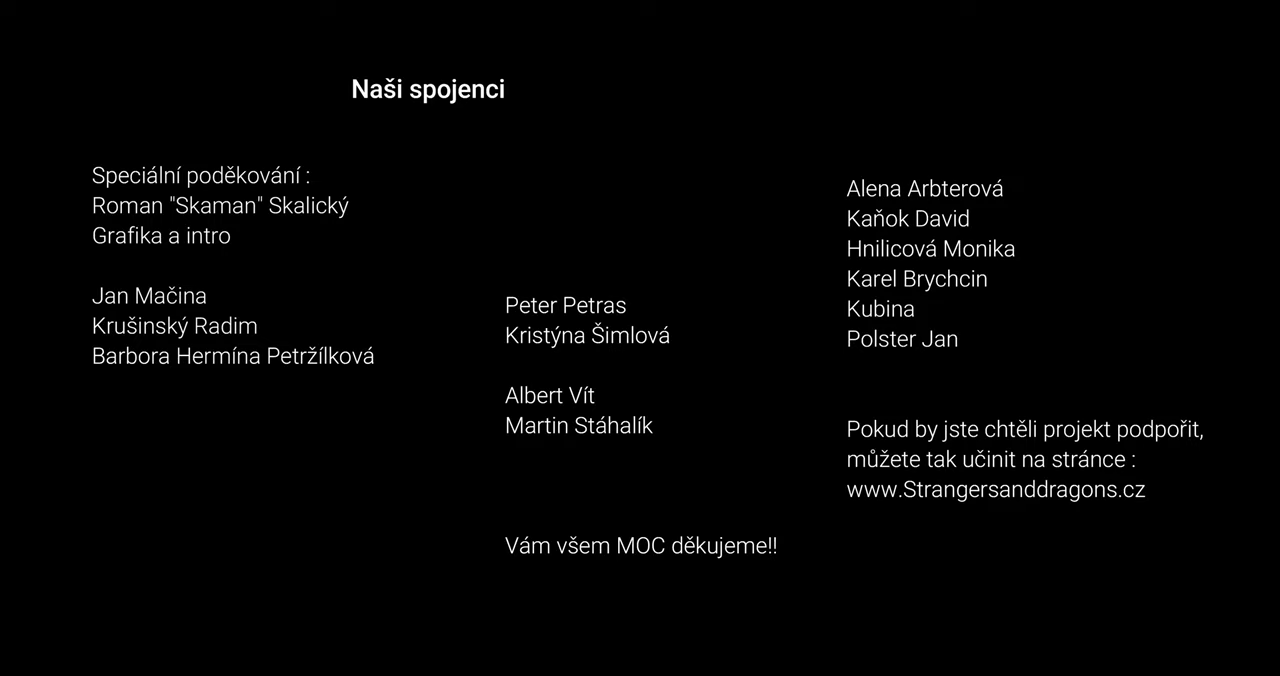 Naši spojenci
Speciální poděkování :
Roman "Skaman" Skalický
Grafika a intro
Jan Mačina
Krušinský Radim
Barbora Hermína Petržílková
Peter Petras
Kristýna Šimlová
Albert Vít
Martin Stáhalík
Vám všem MOC děkujeme!!
Alena Arbterová
Kaňok David
Hnilicová Monika
Karel Brychcin
Kubina
Polster Jan
Pokud by jste chtěli projekt podpořit,
můžete tak učinit na stránce :
www.Strangersanddragons.cz